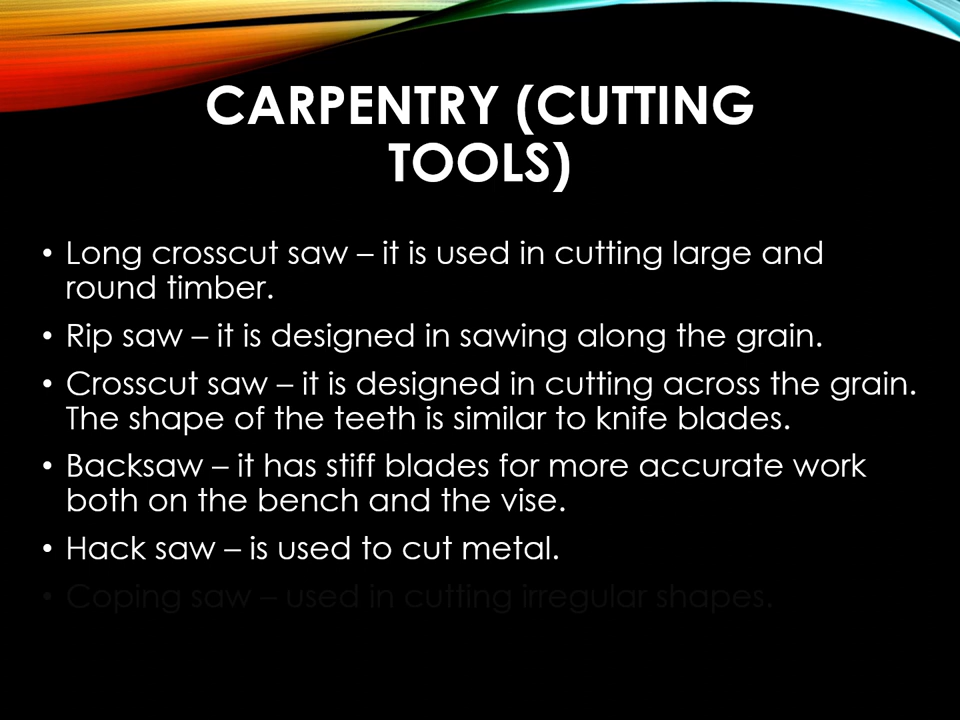 CARPENTRY (CUTTING
TOOLS)
• Long crosscut saw – it is used in cutting large and
round timber.
• Rip saw – it is designed in sawing along the grain.
• Crosscut saw – it is designed in cutting across the grain.
The shape of the teeth is similar to knife blades.
• Backsaw – it has stiff blades for more accurate work
both on the bench and the vise.
• Hack saw – is used to cut metal.
• Coping saw – used in cutting irregular shapes.